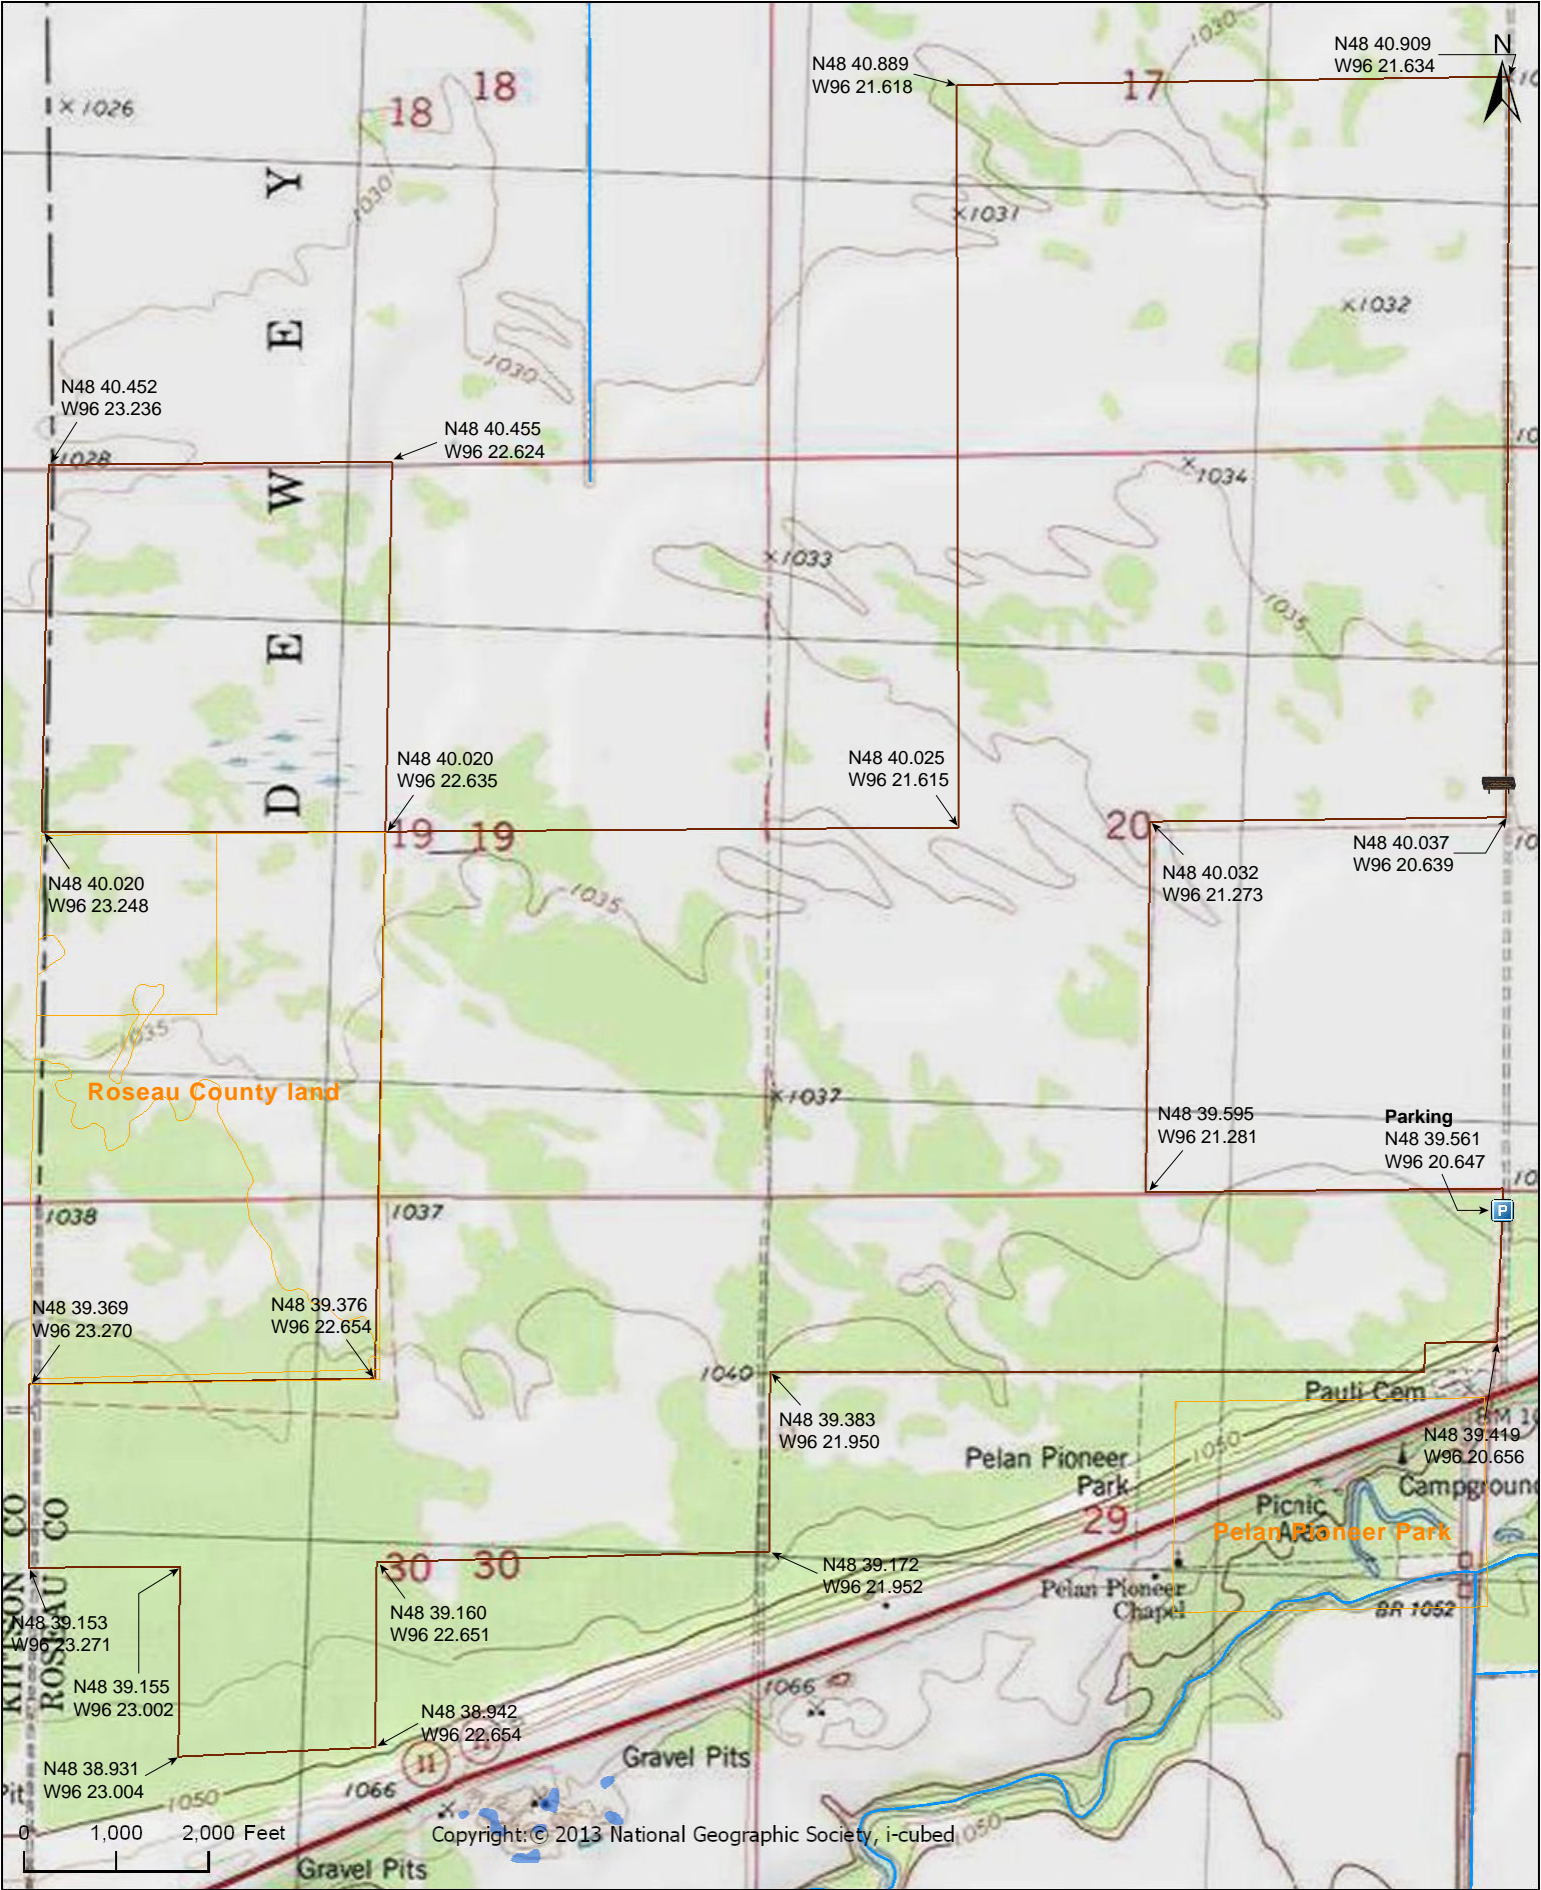 N48 40.909
W96 21.634
N
N48 40.889
W96 21.618
1030
17
18
18
×1026
Y
1030
×1031
×1032
E
1030
N48 40.452
W96 23.236
N48 40.455
W96 22.624
1028
W
×1034
×1033
1035
E
N48 40.020
W96 22.635
N48 40.025
W96 21.615
D
19
19
20
N48 40.037
W96 20.639
N48 40.032
W96 21.273
N48 40.020
W96 23.248
1035
1035
Roseau County land
×1037
N48 39.595
W96 21.281
Parking
N48 39.561
W96 20.647
P
1038
1037
N48 39.369
W96 23.270
N48 39.376
W96 22.654
1040
Pauli Cem
N48 39.383
W96 21.950
N48 39.419
W96 20.656
1050
Pelan Pioneer
Park
Campground
Picnic
Area
29
Pelan Pioneer Park
KITTSON CO
ROSEAU CO
30
30
N48 39.172
W96 21.952
Pelan Pioneer
Chapel
BR 1052
N48 39.153
W96 23.271
N48 39.160
W96 22.651
N48 39.155
W96 23.002
1066
N48 38.942
W96 22.654
11
Gravel Pits
N48 38.931
W96 23.004
1066
1050
Pit
0 1,000 2,000 Feet
Copyright:© 2013 National Geographic Society, i-cubed
1050
Gravel Pits